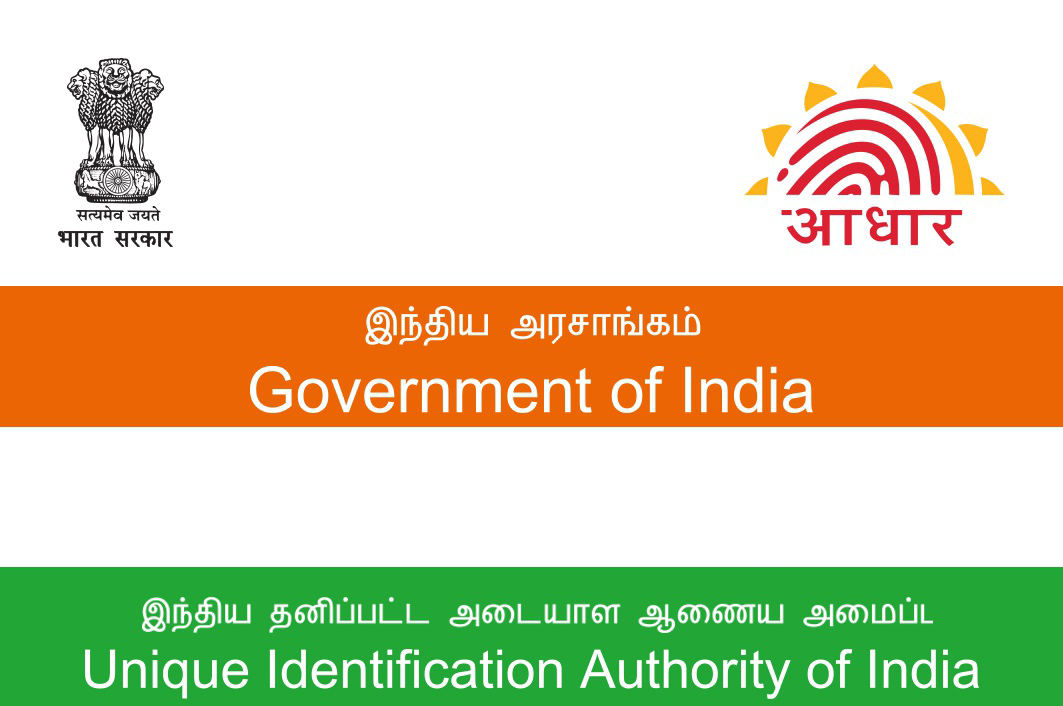 सत्यमेव जयते
भारत सरकार
आधार
இந்திய அரசாங்கம்
Government of India
இந்திய தனிப்பட்ட அடையாள ஆணைய அமைப்ட
Unique Identification Authority of India